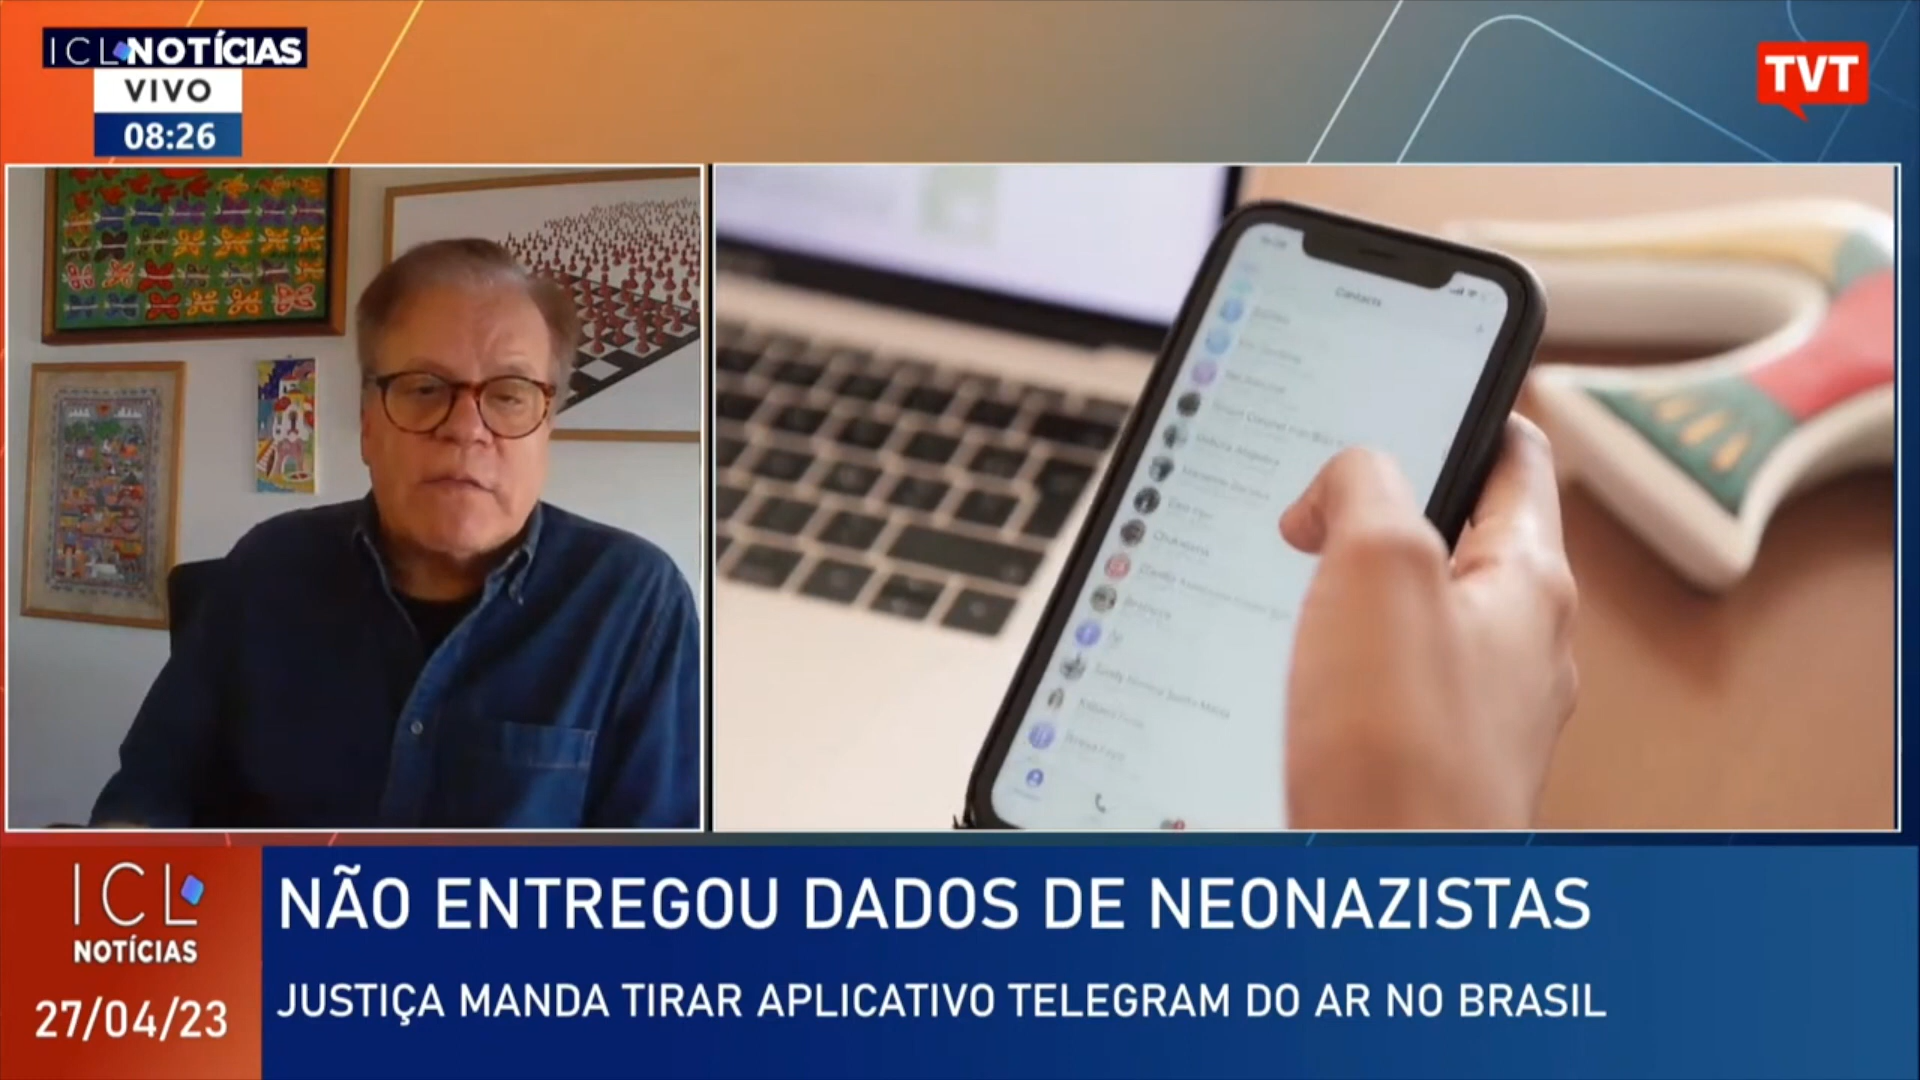 ICL NOTÍCIAS
VIVO
08:26
TVT
Contacts
ICL
NOTÍCIAS
27/04/23
NÃO ENTREGOU DADOS DE NEONAZISTAS
JUSTIÇA MANDA TIRAR APLICATIVO TELEGRAM DO AR NO BRASIL